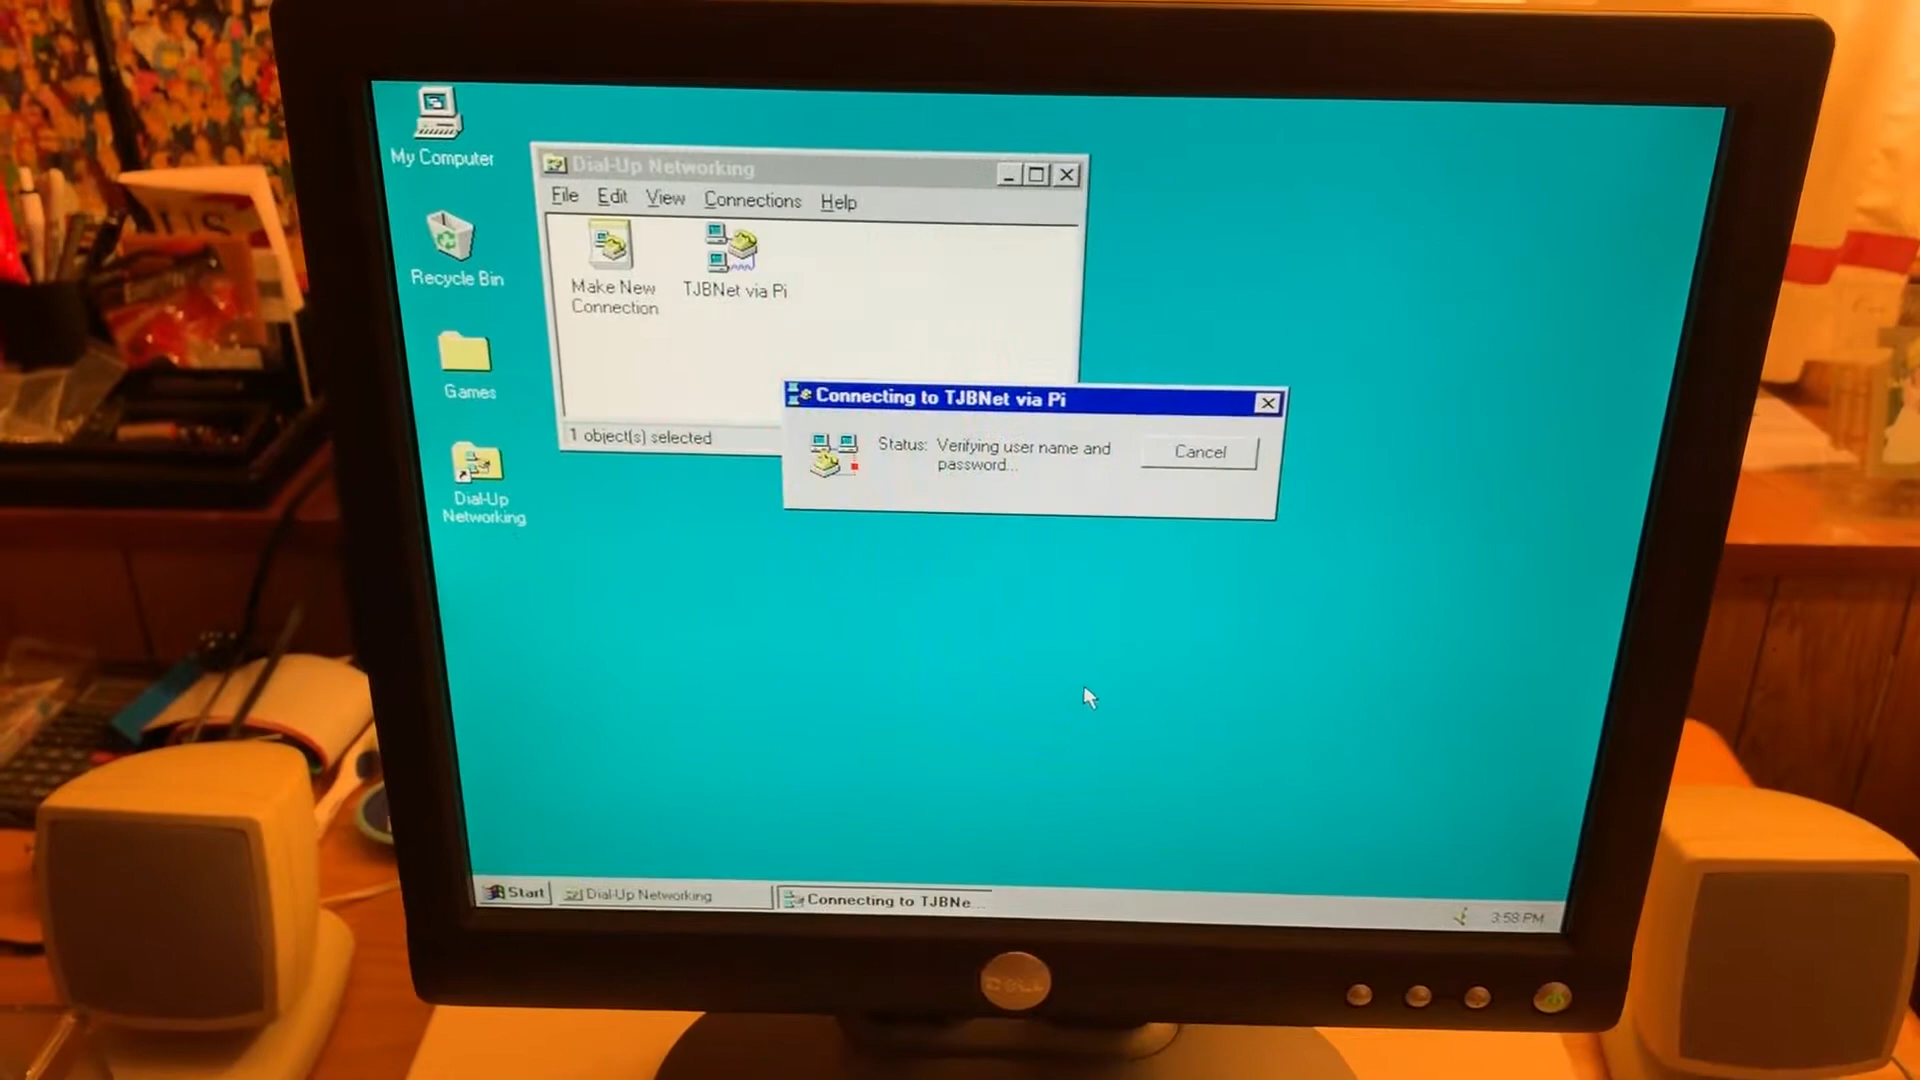 My Computer
Recycle Bin
Games
Dial-Up
Networking
Dial-Up Networking
File Edit View Connections Help
Make New
Connection
TJBNet via Pi
1 object(s) selected
Connecting to TJBNet via Pi
Status: Verifying user name and
password...
Cancel
Start
Dial-Up Networking
Connecting to TJBNe...
3:58 PM
DELL
US